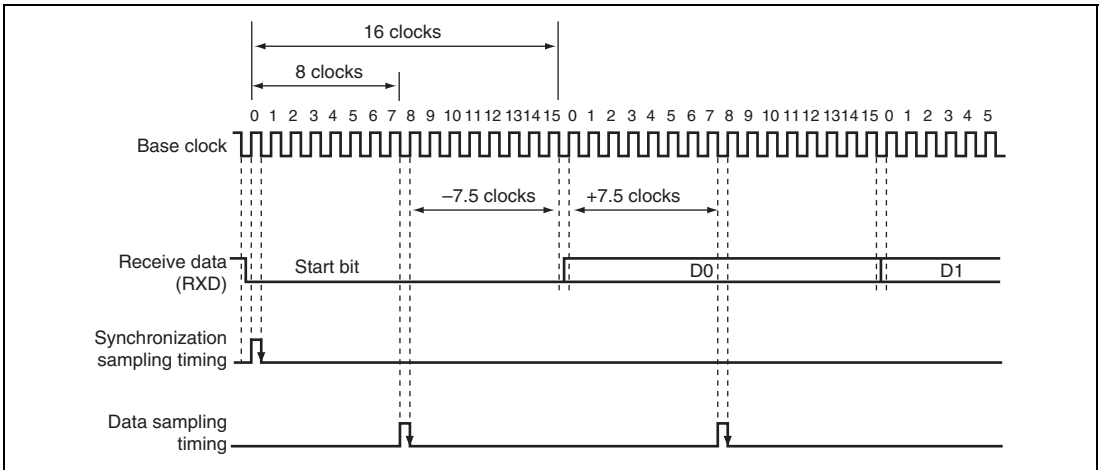 16 clocks
8 clocks
0 1 2 3 4 5 6 7 8 9 10 11 12 13 14 15 0 1 2 3 4 5 6 7 8 9 10 11 12 13 14 15 0 1 2 3 4 5
Base clock
–7.5 clocks +7.5 clocks
Receive data
(RXD)
Start bit D0 D1
Synchronization
sampling timing
Data sampling
timing